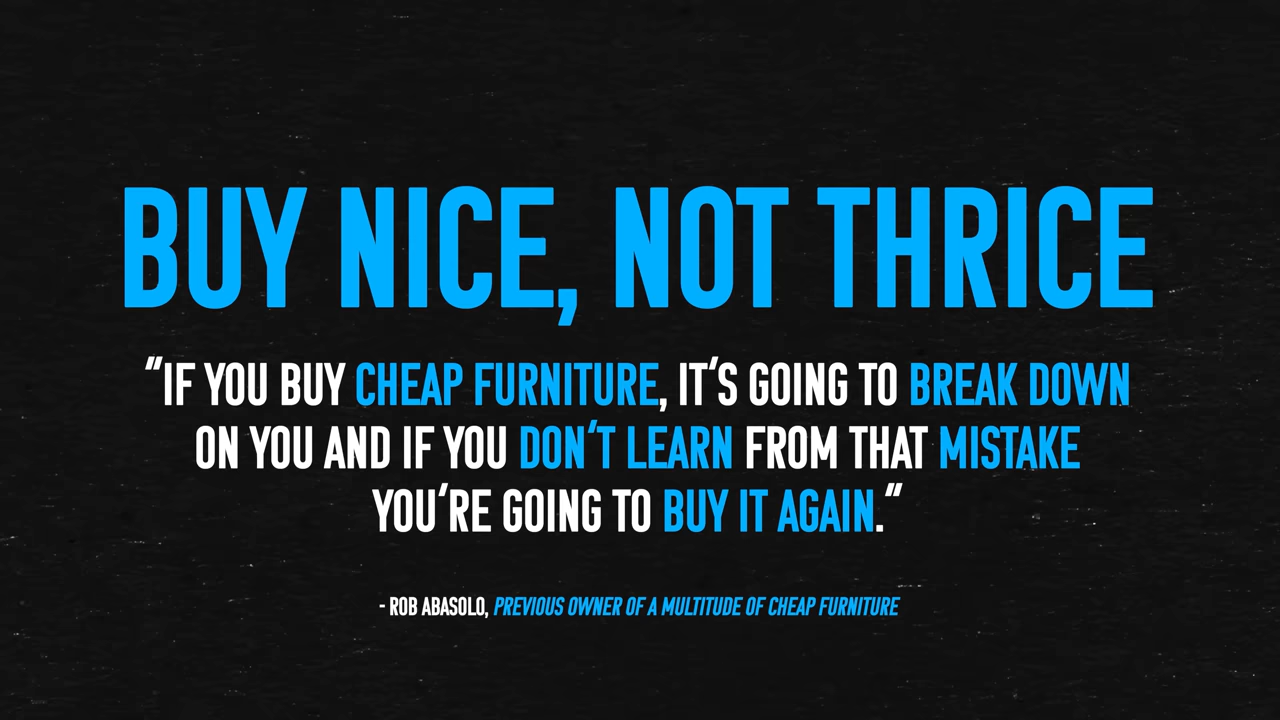 BUY NICE, NOT THRICE
"IF YOU BUY CHEAP FURNITURE, IT'S GOING TO BREAK DOWN
ON YOU AND IF YOU DON'T LEARN FROM THAT MISTAKE
YOU'RE GOING TO BUY IT AGAIN."
- ROB ABASOLO, PREVIOUS OWNER OF A MULTITUDE OF CHEAP FURNITURE